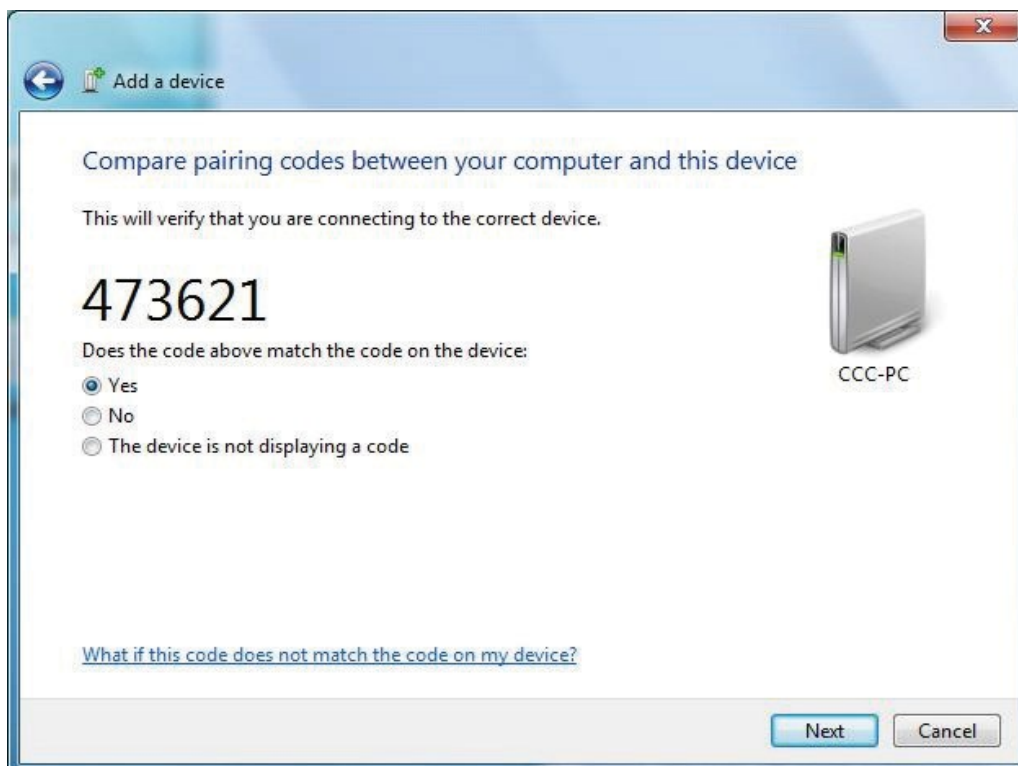 Add a device
Compare pairing codes between your computer and this device
This will verify that you are connecting to the correct device.
473621
Does the code above match the code on the device:
Yes
No
The device is not displaying a code
CCC-PC
What if this code does not match the code on my device?
Next
Cancel